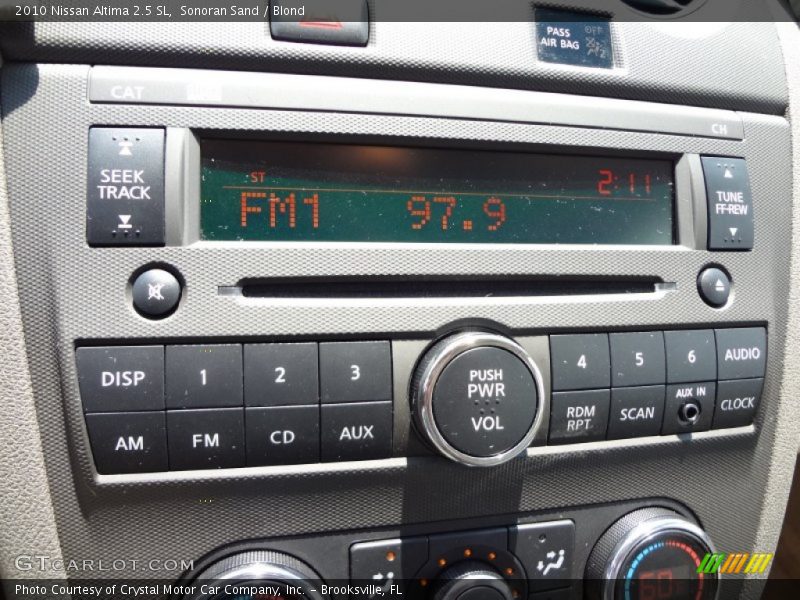 2010 Nissan Altima 2.5 SL, Sonoran Sand / Blond
PASS OFF
AIR BAG
CAT
CH
SEEK
TRACK
ST
2:11
FM1 97.9
TUNE
FF·REW
DISP 1 2 3
PUSH
PWR
VOL
4 5 6 AUDIO
AM FM CD AUX
RDM
RPT
SCAN
AUX IN
CLOCK
60
GTCARLOT.COM
Photo Courtesy of Crystal Motor Car Company, Inc. - Brooksville, FL